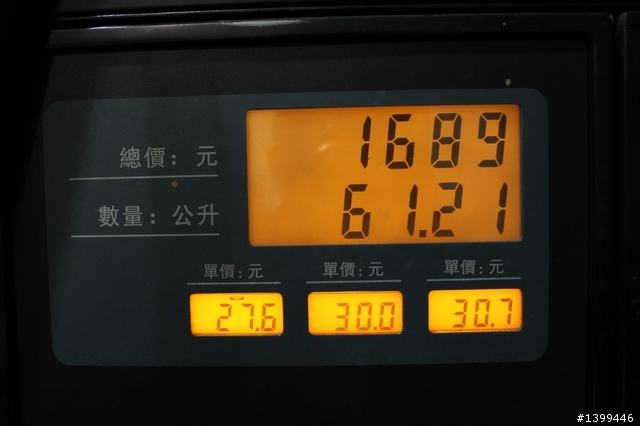 總價：元 1689
數量：公升 61.21
單價：元 單價：元 單價：元
27.6 30.0 30.7
#1399446